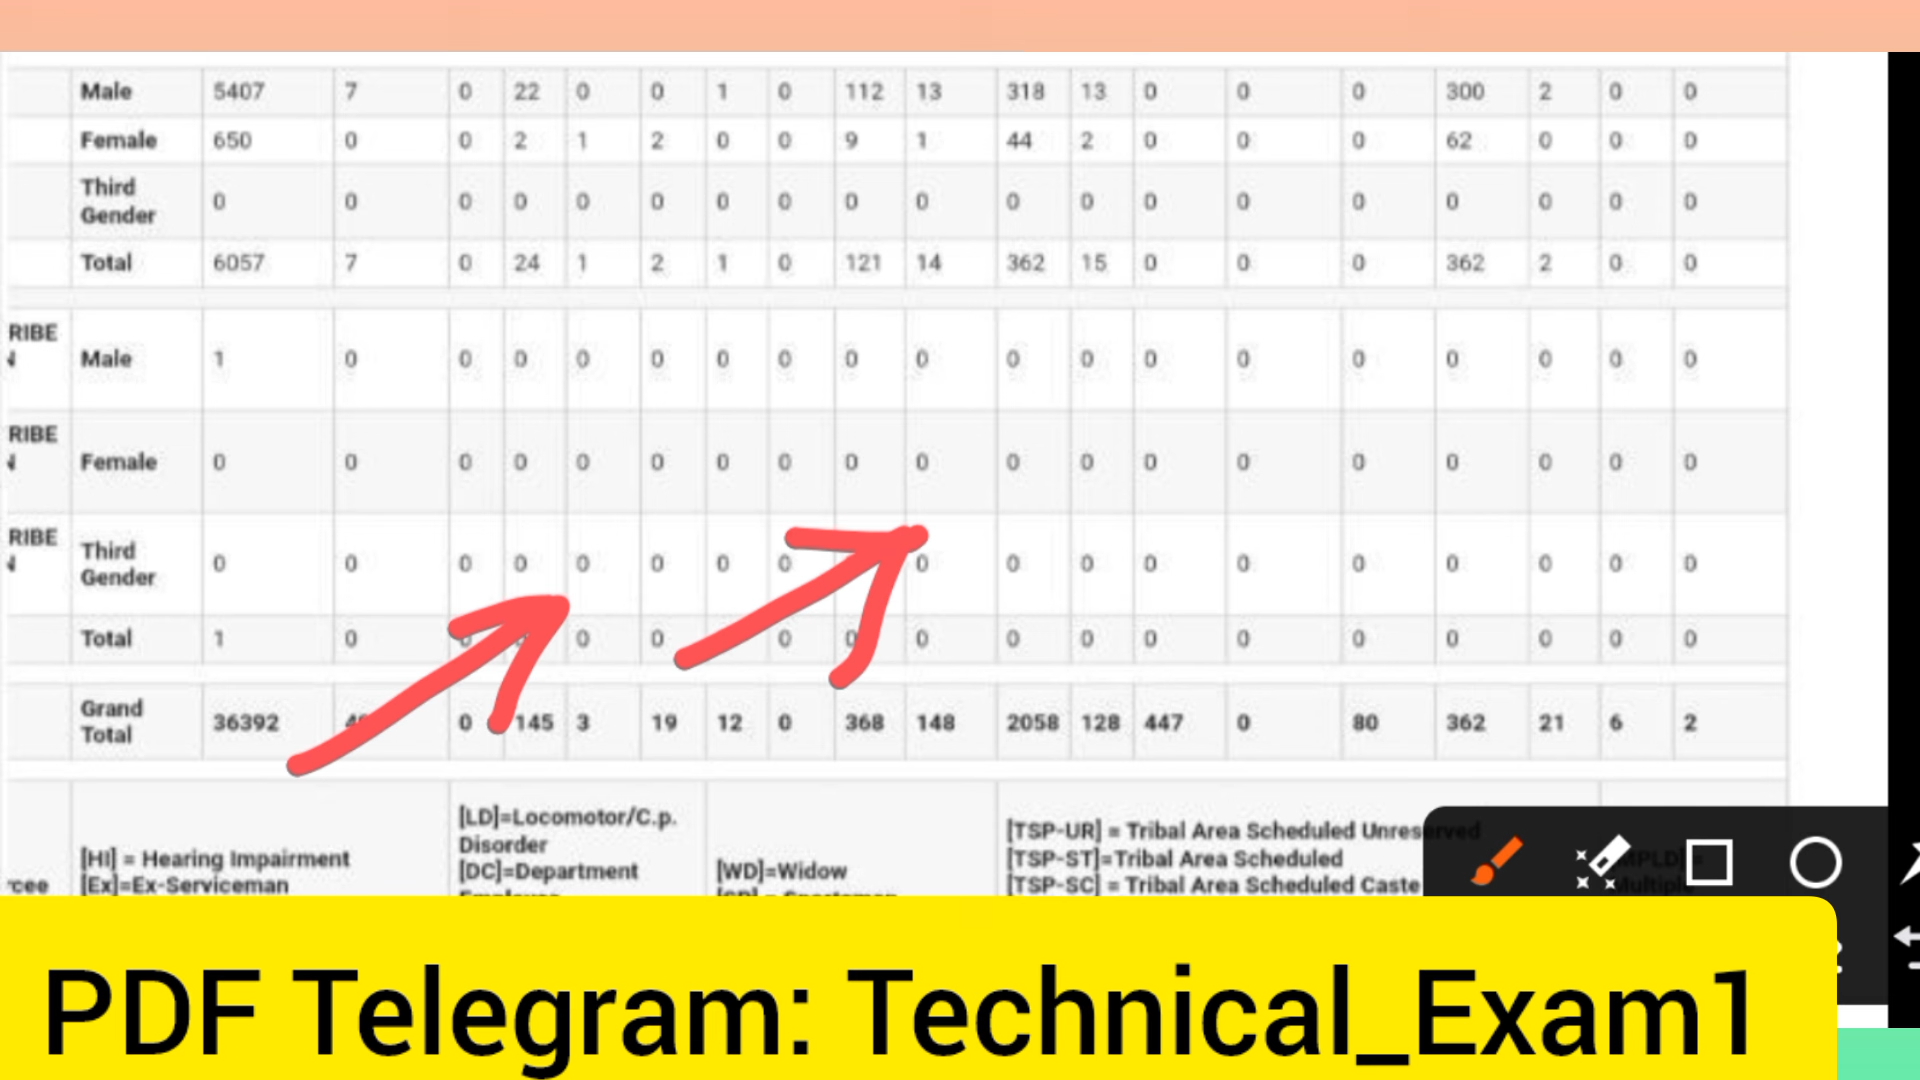 Male 5407 7 0 22 0 0 1 0 112 13 318 13 0 0 0 300 2 0 0
Female 650 0 0 2 1 2 0 0 9 1 44 2 0 0 0 62 0 0 0
Third
Gender 0 0 0 0 0 0 0 0 0 0 0 0 0 0 0 0 0 0 0
Total 6057 7 0 24 1 2 1 0 121 14 362 15 0 0 0 362 2 0 0
RIBE
Male 1 0 0 0 0 0 0 0 0 0 0 0 0 0 0 0 0 0 0
RIBE
Female 0 0 0 0 0 0 0 0 0 0 0 0 0 0 0 0 0 0 0
RIBE
Third
Gender 0 0 0 0 0 0 0 0 0 0 0 0 0 0 0 0 0 0
Total 1 0 0 0 0 0 0 0 0 0 0 0 0 0 0 0
Grand
Total 36392 0 145 3 19 12 0 368 148 2058 128 447 0 80 362 21 6 2
[LD]=Locomotor/C.p.
Disorder
[DC]=Department
[HI] = Hearing Impairment
[Ex]=Ex-Serviceman
[WD]=Widow
[TSP-UR] = Tribal Area Scheduled Unreserved
[TSP-ST]=Tribal Area Scheduled
[TSP-SC] = Tribal Area Scheduled Caste
Multiple
PDF Telegram: Technical_Exam1